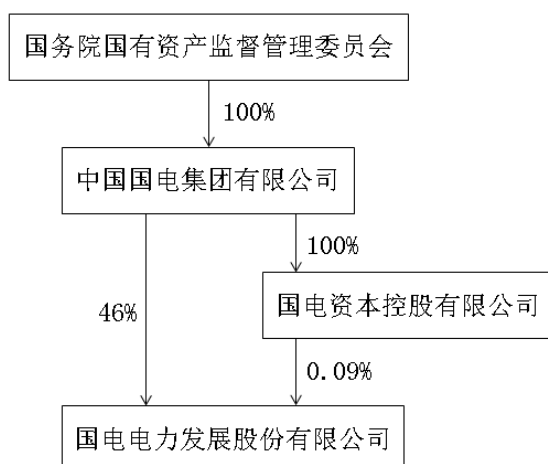 国务院国有资产监督管理委员会
100%
中国国电集团有限公司
100%
46%
国电资本控股有限公司
0.09%
国电电力发展股份有限公司